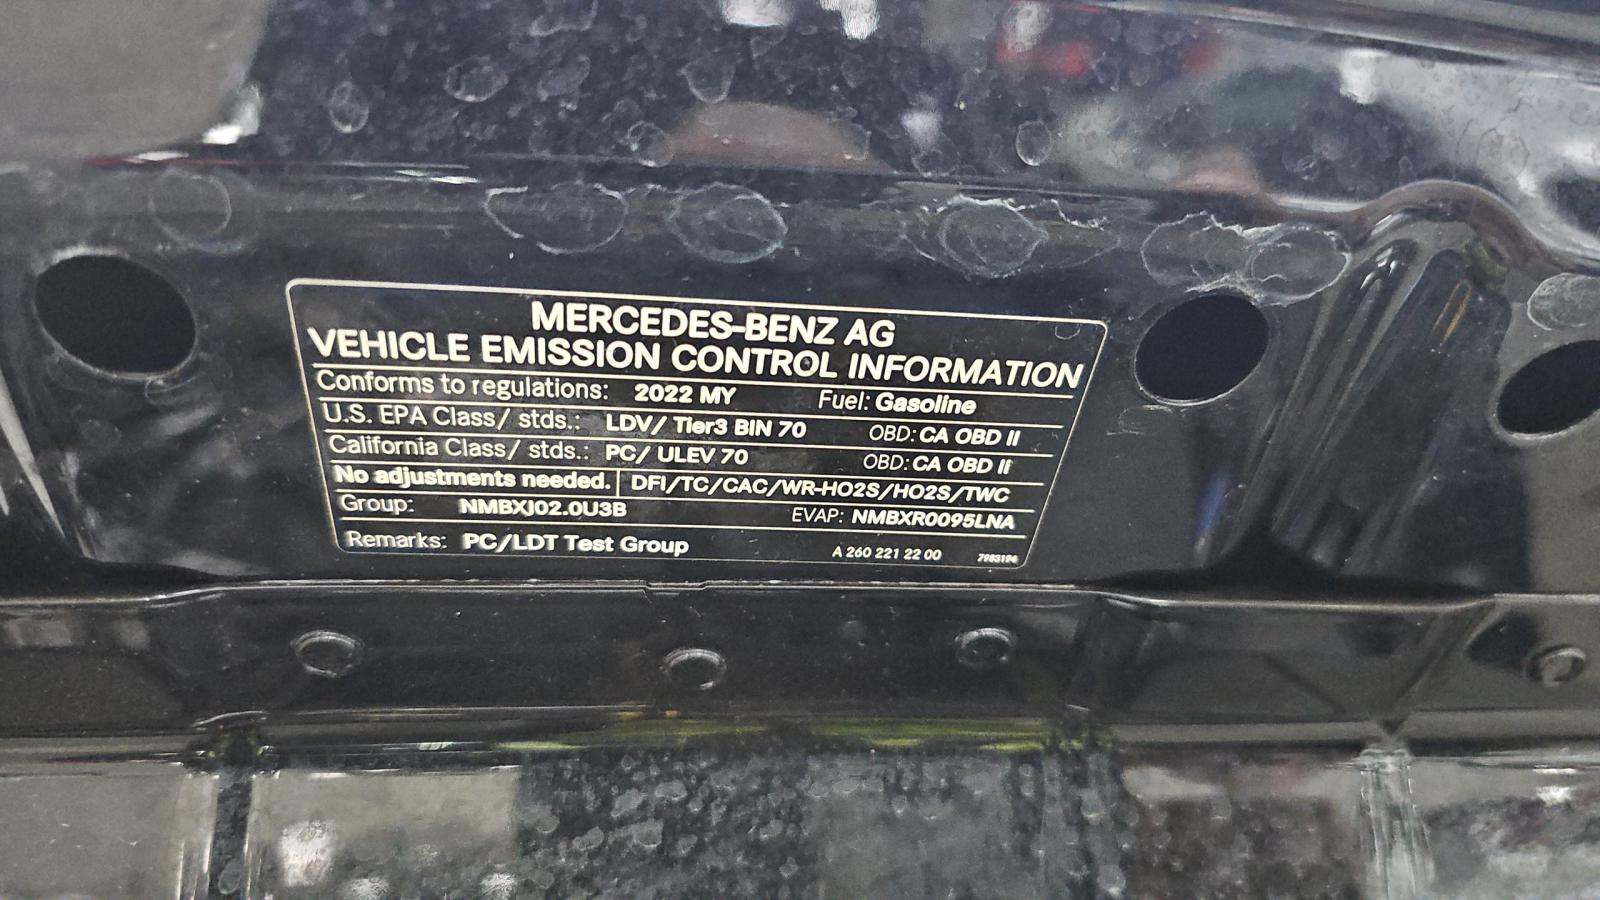 MERCEDES-BENZ AG
VEHICLE EMISSION CONTROL INFORMATION
Conforms to regulations: 2022 MY Fuel: Gasoline
U.S. EPA Class/ stds.: LDV/ Tier3 BIN 70 OBD: CA OBD II
California Class/ stds.: PC/ ULEV 70 OBD: CA OBD II
No adjustments needed. DFI/TC/CAC/WR-HO2S/HO2S/TWC
Group: NMBXJ02.0U3B EVAP: NMBXR0095LNA
Remarks: PC/LDT Test Group A 260 221 22 00 7983194